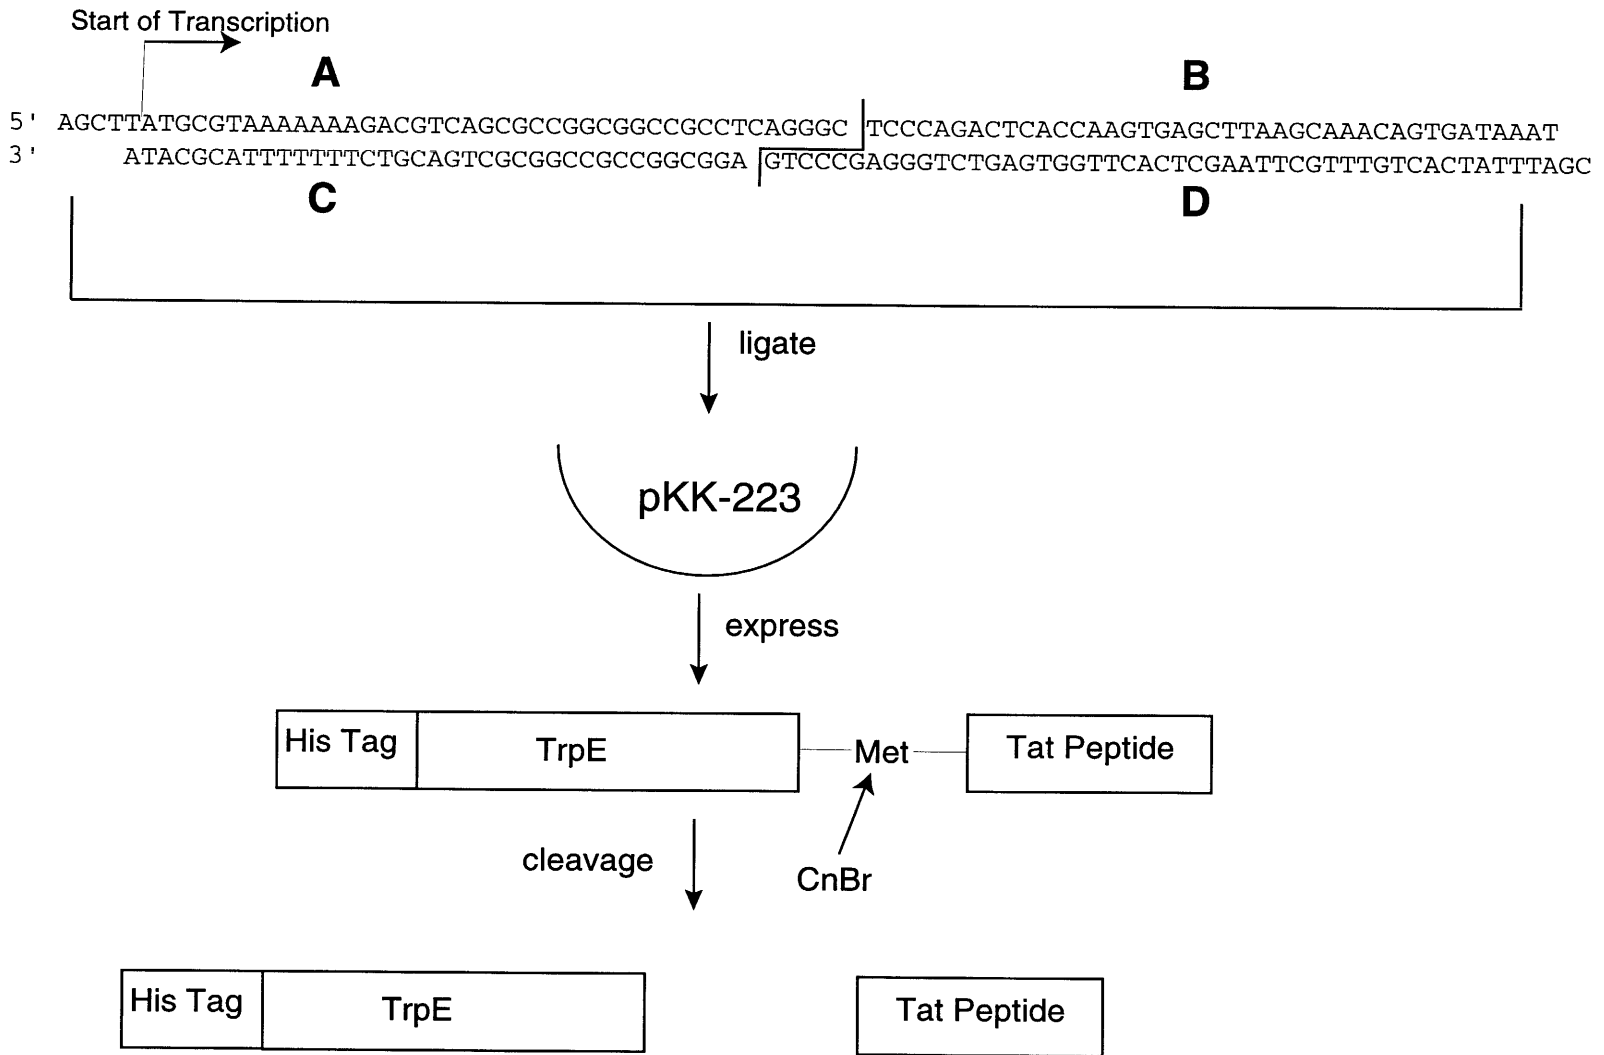 Start of Transcription
A
B
5' AGCTTATGCGTAAAAAAAGACGTCAGCGCCGGCGGCCGCCTCAGGGC TCCCAGACTCACCAAGTGAGCTTAAGCAAACAGTGATAAAT
3' ATACGCATTTTTTTCTGCAGTCGCGGCCGCCGGCGGA GTCCCGAGGGTCTGAGTGGTTCACTCGAATTCGTTTGTCACTATTTAGC
C
D
ligate
pKK-223
express
His Tag
TrpE
Met
Tat Peptide
cleavage
CnBr
His Tag
TrpE
Tat Peptide